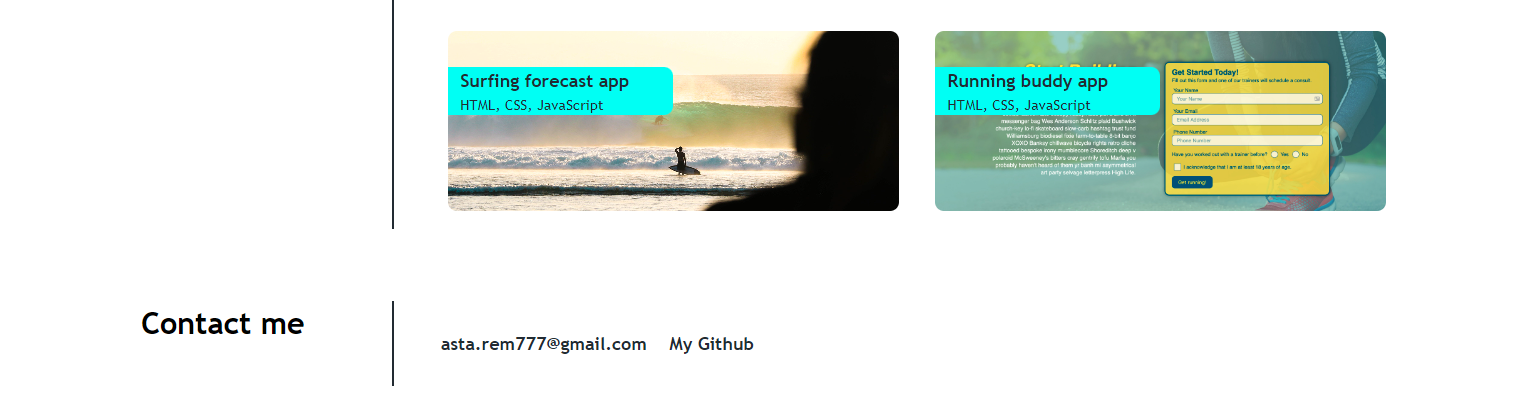 Surfing forecast app
HTML, CSS, JavaScript
Running buddy app
HTML, CSS, JavaScript
messenger bag Wes Anderson Schlitz plaid Bushwick
church-key lo-fi skateboard slow-carb hashtag trust fund
Williamsburg biodiesel fixie farm-to-table 8-bit banjo
XOXO Banksy chillwave bicycle rights retro cliche
tattooed bespoke irony mumblecore Shoreditch deep v
polaroid McSweeney's bitters cray gentrify tofu Marfa you
probably haven't heard of them yr banh mi asymmetrical
art party selvage letterpress High Life.
Get Started Today!
Fill out this form and one of our trainers will schedule a consult.
Your Name
Your Name
Your Email
Email Address
Phone Number
Phone Number
Have you worked out with a trainer before? Yes No
I acknowledge that I am at least 18 years of age.
Get running!
Contact me
asta.rem777@gmail.com My Github